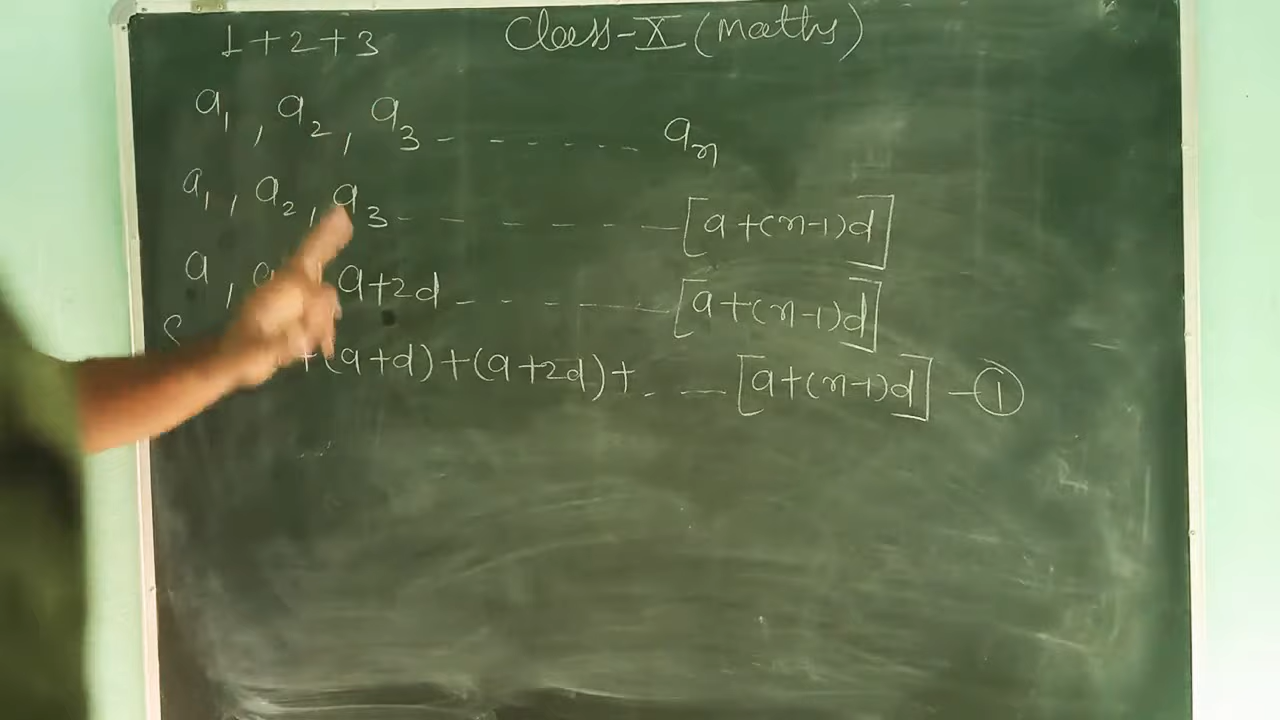 1+2+3 Class-X (Maths)
a₁, a₂, a₃ - - - - - - - aₙ
a₁, a₂, a₃ - - - - - - - [a+(n-1)d]
a, a+2d - - - - - - [a+(n-1)d]
+(a+d)+(a+2d)+ - - - [a+(n-1)d] - ①